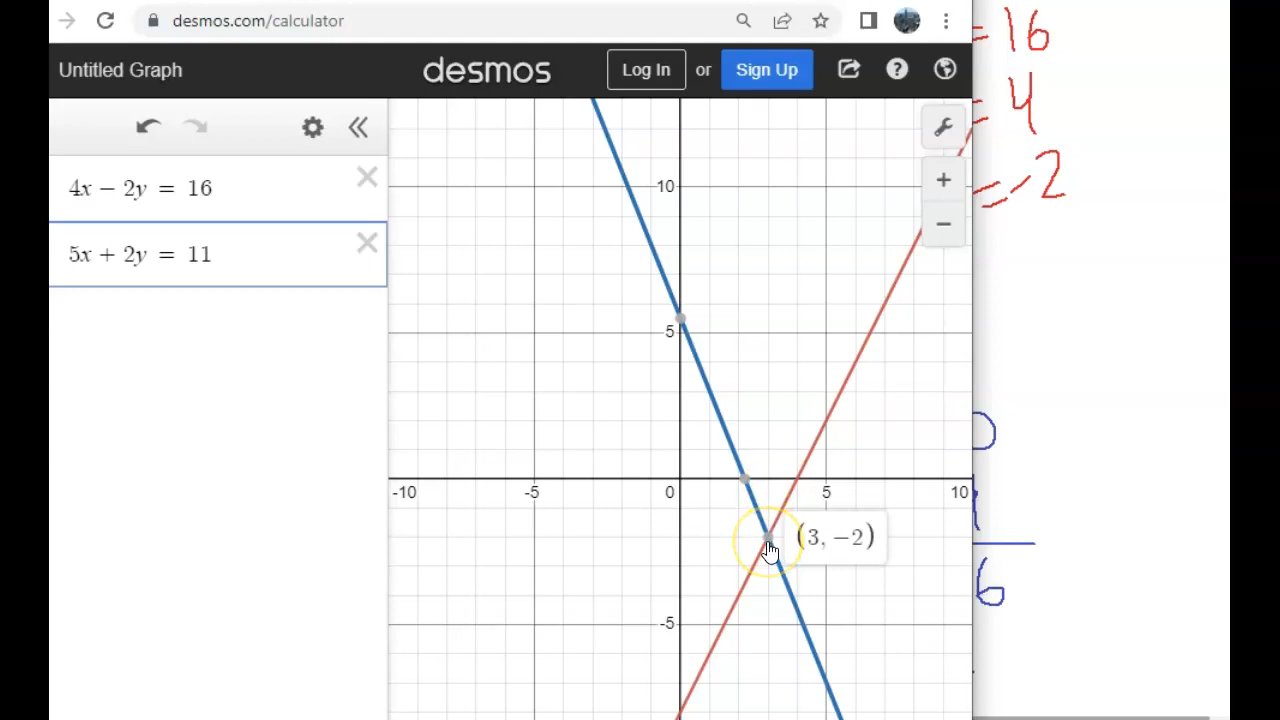 desmos.com/calculator
Untitled Graph
desmos
Log In or Sign Up
4x − 2y = 16
5x + 2y = 11
10
5
-10
-5
0
5
10
(3, −2)
-5
= 16
= 4
= -2
6